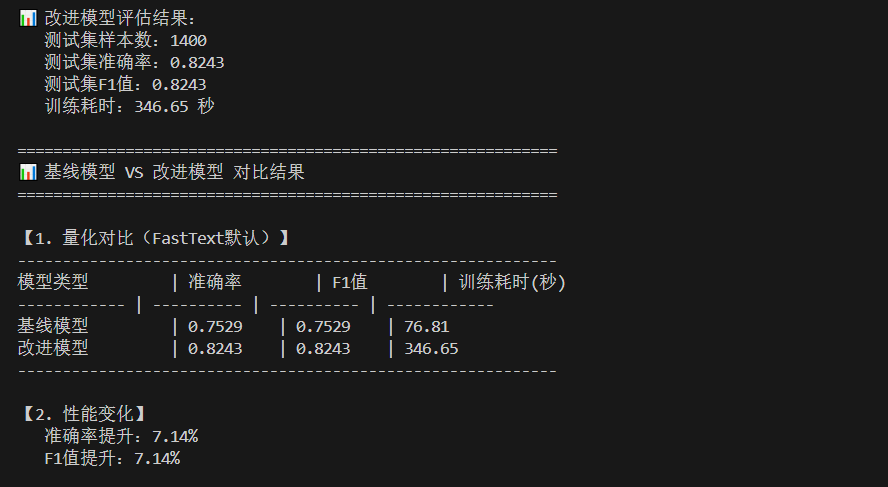 📊 改进模型评估结果:
测试集样本数: 1400
测试集准确率: 0.8243
测试集F1值: 0.8243
训练耗时: 346.65 秒
============================================================
📊 基线模型 VS 改进模型 对比结果
============================================================
【1. 量化对比（FastText默认）】
------------------------------------------------------------
模型类型 | 准确率 | F1值 | 训练耗时(秒)
------------ | ---------- | ---------- | ------------
基线模型 | 0.7529 | 0.7529 | 76.81
改进模型 | 0.8243 | 0.8243 | 346.65
------------------------------------------------------------
【2. 性能变化】
准确率提升: 7.14%
F1值提升: 7.14%